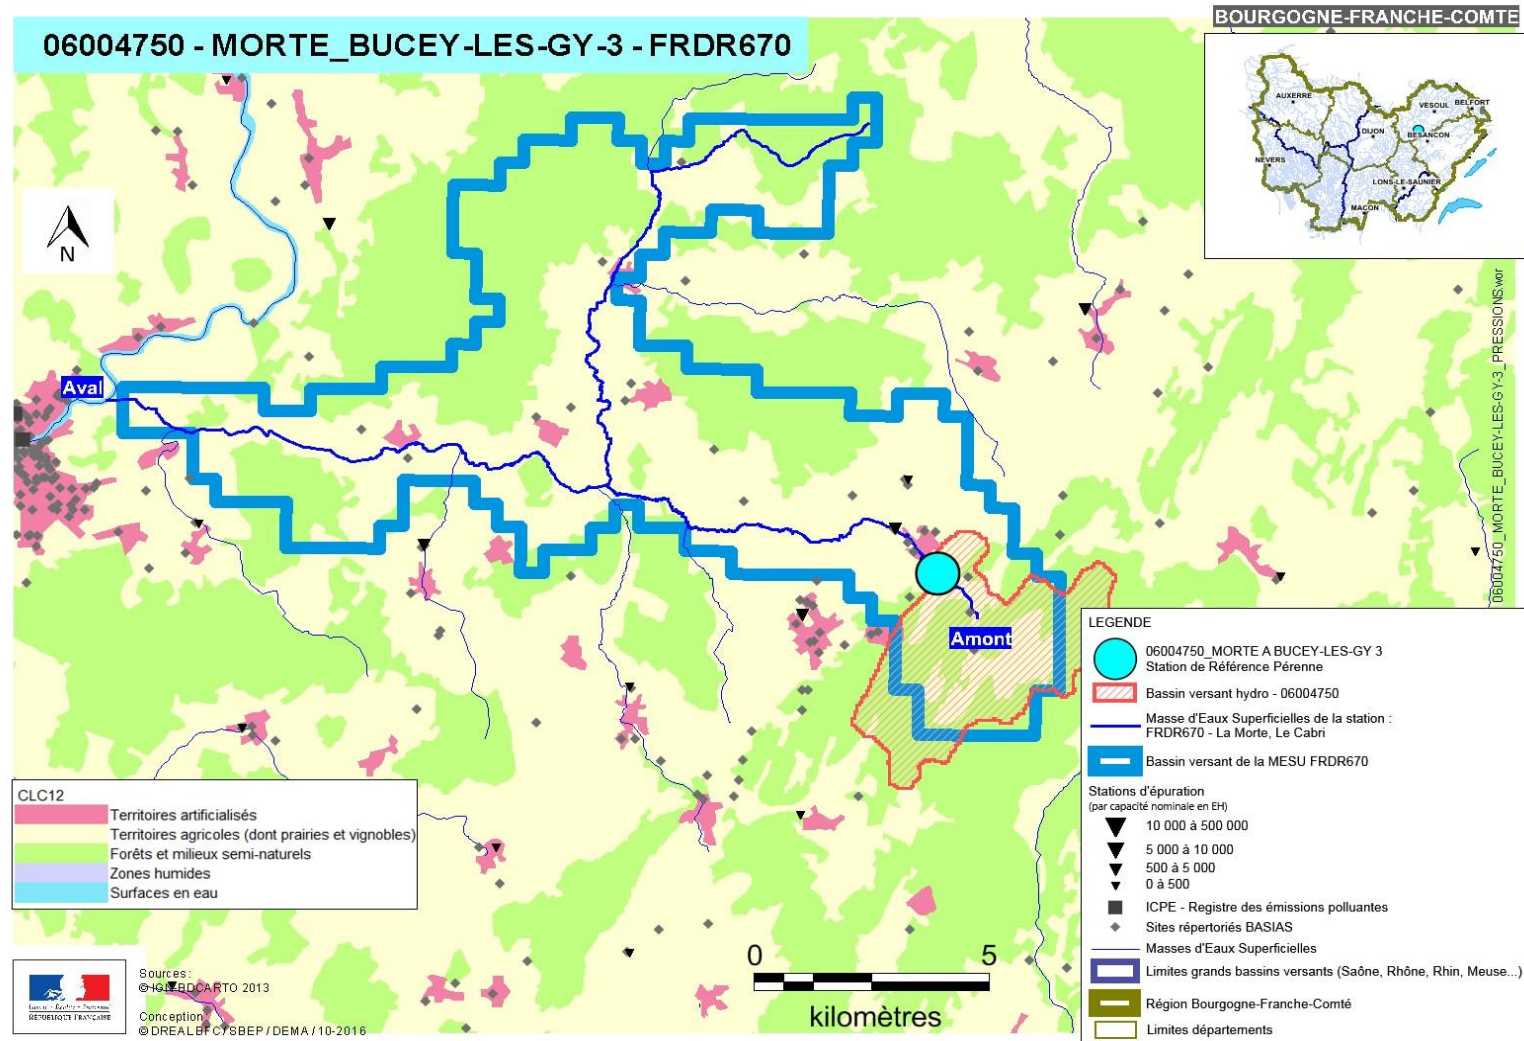 BOURGOGNE-FRANCHE-COMTE
06004750 - MORTE_BUCEY-LES-GY-3 - FRDR670
AUXERRE
VESOUL
BELFORT
DIJON
BESANCON
NEVERS
LONS-LE-SAUNIER
MACON
N
Aval
Amont
06004750_MORTE_BUCEY-LES-GY-3_PRESSIONS.wor
LEGENDE
06004750_MORTE A BUCEY-LES-GY 3
Station de Référence Pérenne
Bassin versant hydro - 06004750
Masse d'Eaux Superficielles de la station :
FRDR670 - La Morte, Le Cabri
Bassin versant de la MESU FRDR670
Stations d'épuration
(par capacité nominale en EH)
10 000 à 500 000
5 000 à 10 000
500 à 5 000
0 à 500
ICPE - Registre des émissions polluantes
Sites répertoriés BASIAS
Masses d'Eaux Superficielles
Limites grands bassins versants (Saône, Rhône, Rhin, Meuse...)
Région Bourgogne-Franche-Comté
Limites départements
CLC12
Territoires artificialisés
Territoires agricoles (dont prairies et vignobles)
Forêts et milieux semi-naturels
Zones humides
Surfaces en eau
0 5
kilomètres
Sources :
© IGN BDCARTO 2013
Conception
© DREAL BFC / SBEP / DEMA / 10-2016
RÉPUBLIQUE FRANÇAISE